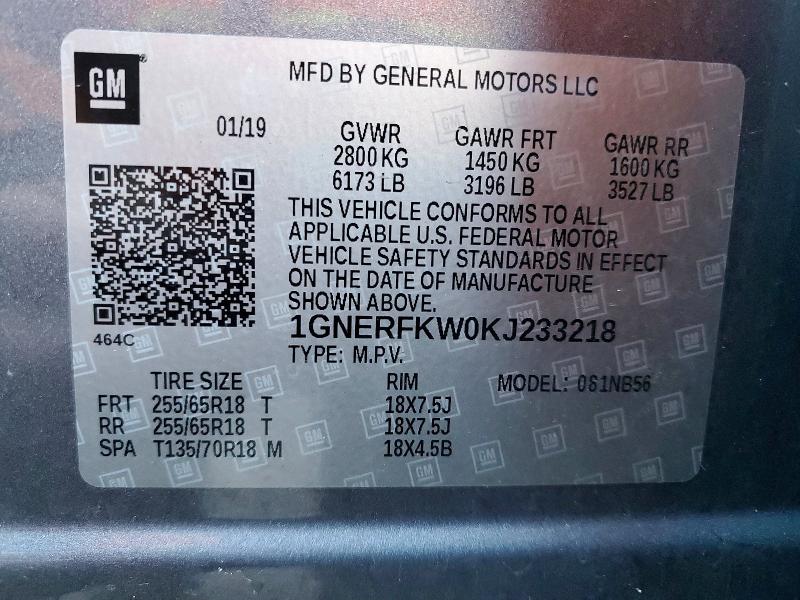 GM
MFD BY GENERAL MOTORS LLC
01/19
GVWR GAWR FRT GAWR RR
2800 KG 1450 KG 1600 KG
6173 LB 3196 LB 3527 LB
THIS VEHICLE CONFORMS TO ALL
APPLICABLE U.S. FEDERAL MOTOR
VEHICLE SAFETY STANDARDS IN EFFECT
ON THE DATE OF MANUFACTURE
SHOWN ABOVE.
464C
1GNERFKW0KJ233218
TYPE: M.P.V.
TIRE SIZE RIM MODEL: 081NB56
FRT 255/65R18 T 18X7.5J
RR 255/65R18 T 18X7.5J
SPA T135/70R18 M 18X4.5B